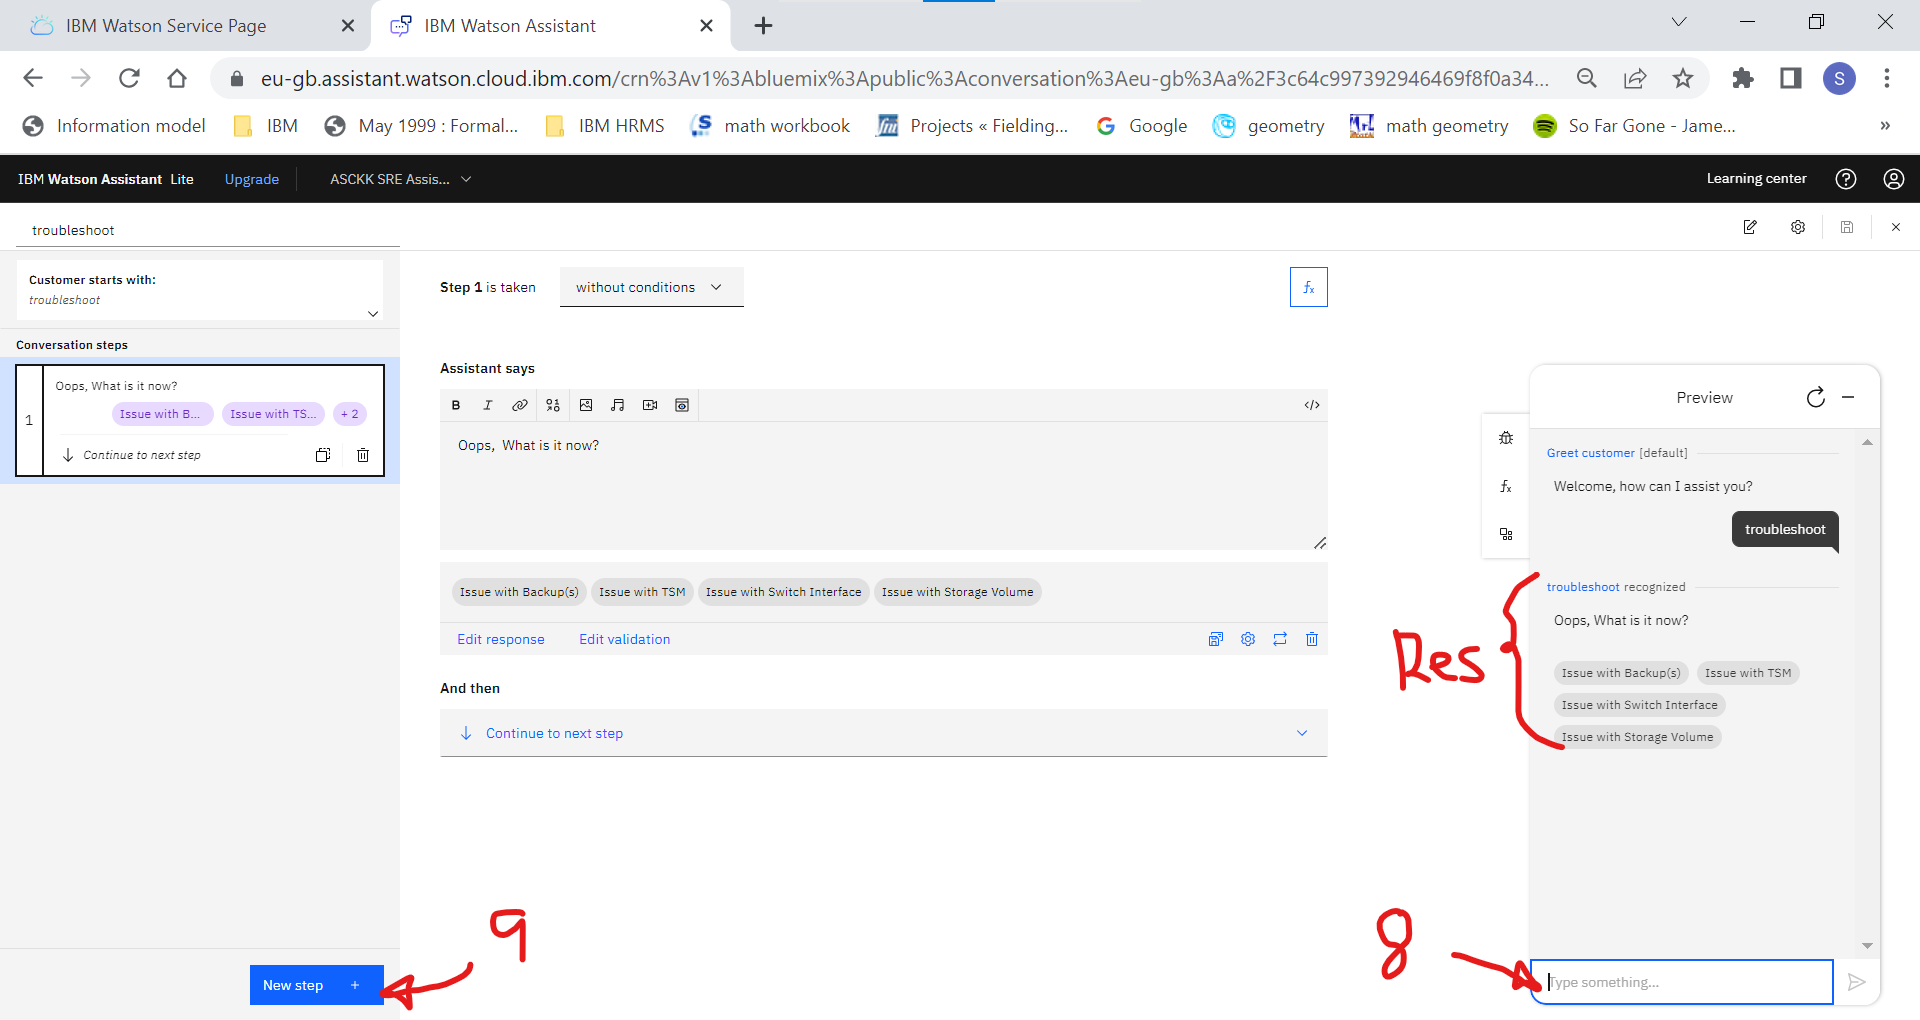 IBM Watson Service Page
IBM Watson Assistant
eu-gb.assistant.watson.cloud.ibm.com/crn%3Av1%3Abluemix%3Apublic%3Aconversation%3Aeu-gb%3Aa%2F3c64c997392946469f8f0a34...
S
Information model
IBM
May 1999 : Formal...
IBM HRMS
math workbook
Projects « Fielding...
Google
geometry
math geometry
So Far Gone - Jame...
»
IBM Watson Assistant Lite
Upgrade
ASCKK SRE Assis...
Learning center
troubleshoot
Customer starts with:
troubleshoot
Conversation steps
1
Oops, What is it now?
Issue with B...
Issue with TS...
+ 2
Continue to next step
New step +
Step 1 is taken
without conditions
fx
Assistant says
B I
</>
Oops,  What is it now?
Issue with Backup(s)
Issue with TSM
Issue with Switch Interface
Issue with Storage Volume
Edit response
Edit validation
And then
Continue to next step
fx
Preview
Greet customer [default]
Welcome, how can I assist you?
troubleshoot
troubleshoot recognized
Oops, What is it now?
Issue with Backup(s)
Issue with TSM
Issue with Switch Interface
Issue with Storage Volume
Type something...
Res
9
8